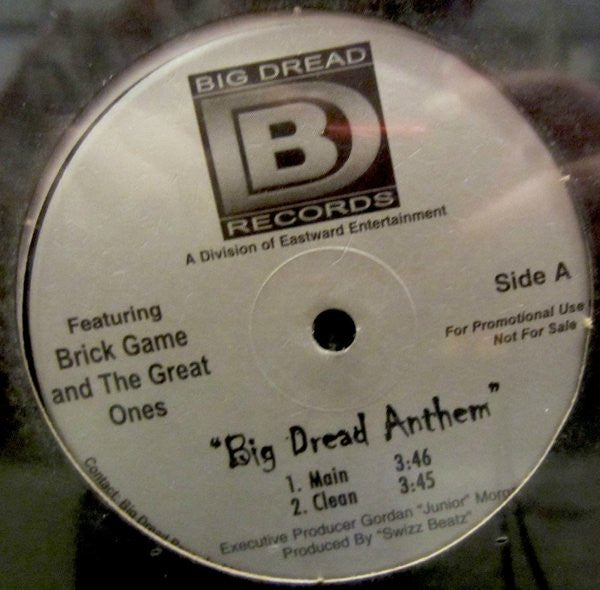 BIG DREAD
DB
RECORDS
A Division of Eastward Entertainment
Side A
For Promotional Use
Not For Sale
Featuring
Brick Game
and The Great
Ones
"Big Dread Anthem"
1. Main 3:46
2. Clean 3:45
Contact: Big Dread
Executive Producer Gordan "Junior"
Produced By "Swizz Beatz"